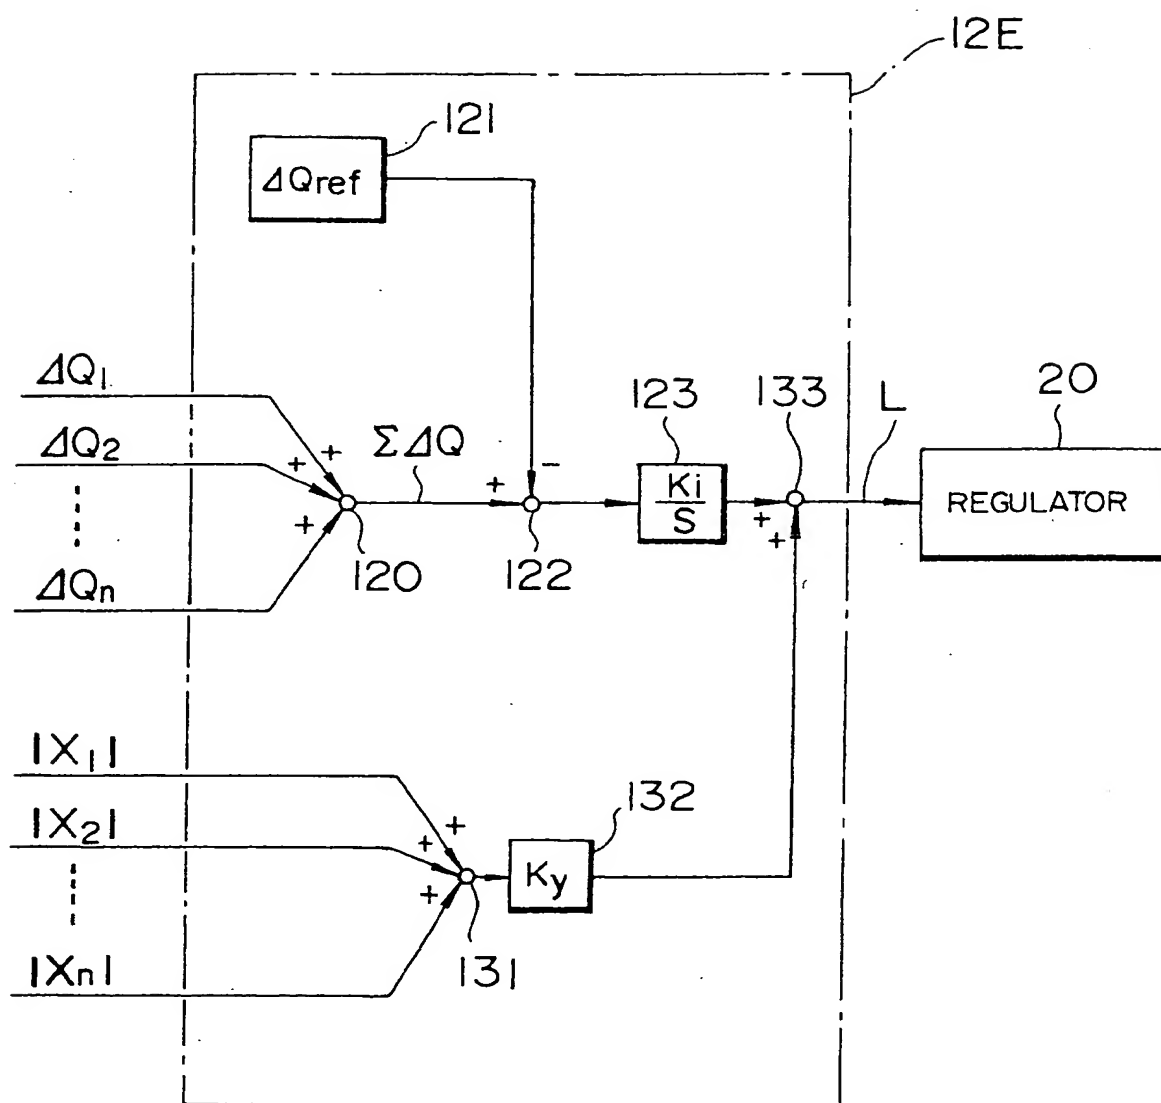 12E
121
ΔQref
ΔQ1
ΔQ2
ΔQn
+
+
+
ΣΔQ
+
-
120
122
123
Ki
S
133
+
+
L
20
REGULATOR
|X1|
|X2|
|Xn|
+
+
+
131
132
Ky